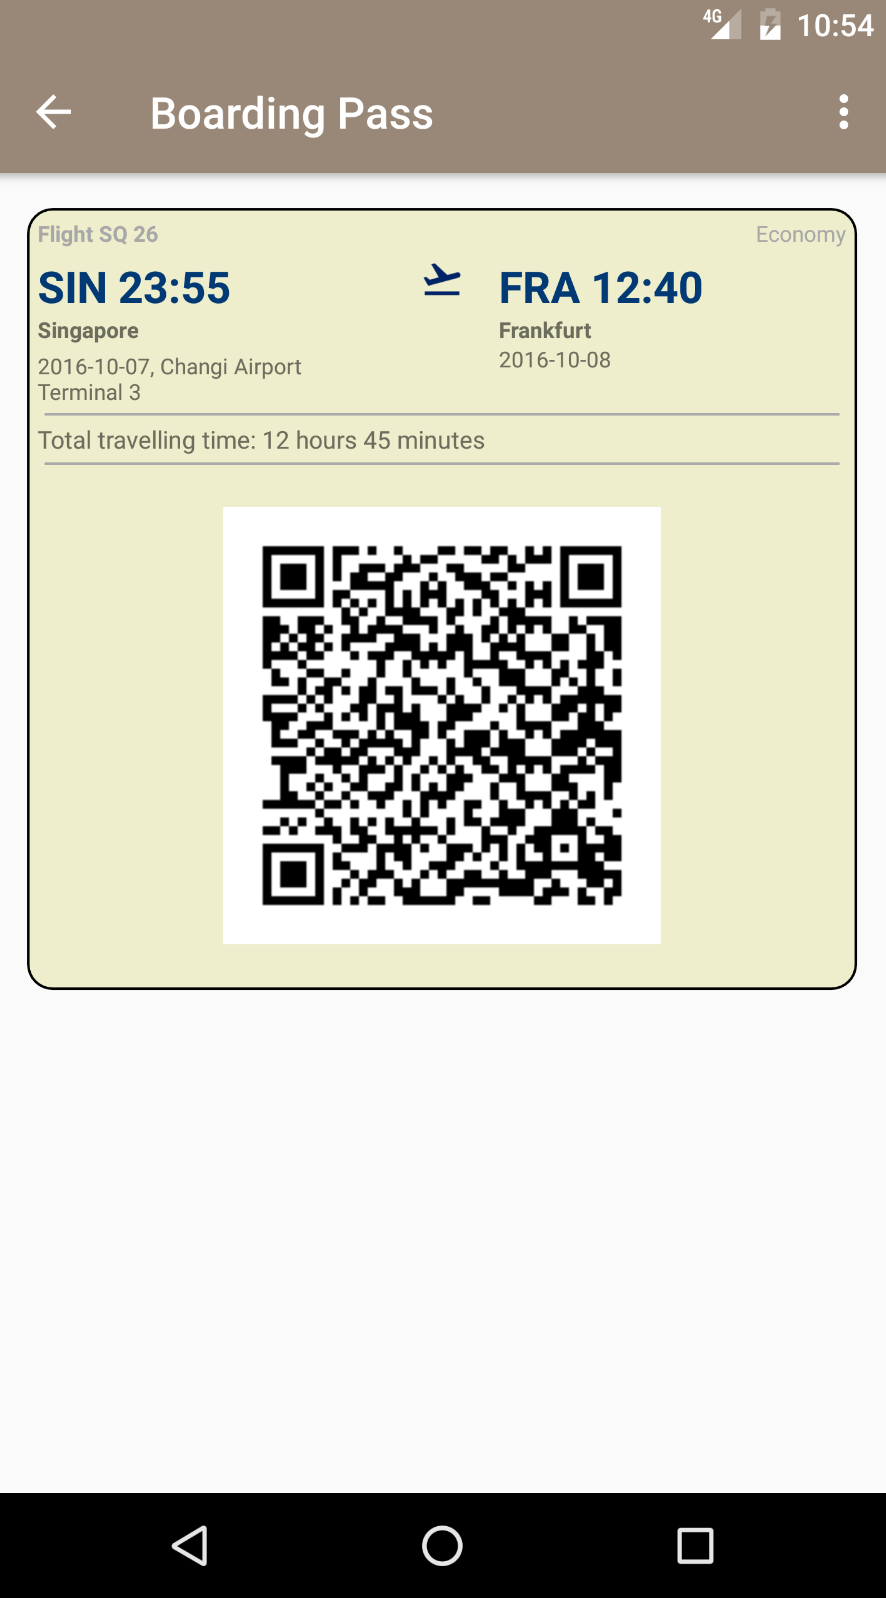 4G 10:54
Boarding Pass
Flight SQ 26 Economy
SIN 23:55 FRA 12:40
Singapore Frankfurt
2016-10-07, Changi Airport 2016-10-08
Terminal 3
Total travelling time: 12 hours 45 minutes